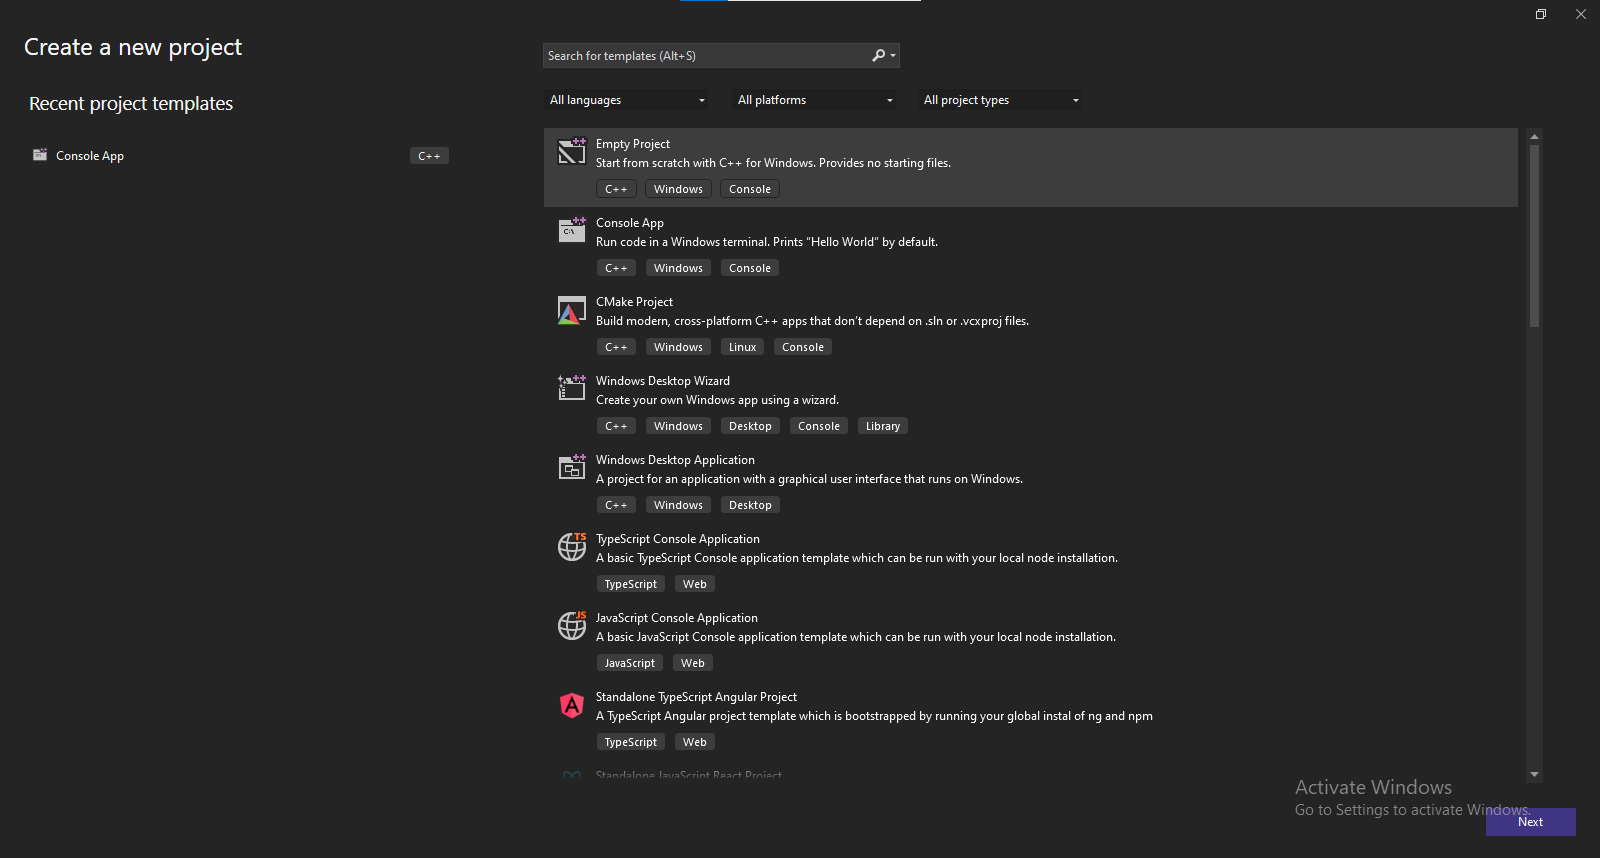 Create a new project
Search for templates (Alt+S)
Recent project templates
All languages
All platforms
All project types
Console App
C++
Empty Project
Start from scratch with C++ for Windows. Provides no starting files.
C++ Windows Console
Console App
Run code in a Windows terminal. Prints "Hello World" by default.
C++ Windows Console
CMake Project
Build modern, cross-platform C++ apps that don't depend on .sln or .vcxproj files.
C++ Windows Linux Console
Windows Desktop Wizard
Create your own Windows app using a wizard.
C++ Windows Desktop Console Library
Windows Desktop Application
A project for an application with a graphical user interface that runs on Windows.
C++ Windows Desktop
TS
TypeScript Console Application
A basic TypeScript Console application template which can be run with your local node installation.
TypeScript Web
JS
JavaScript Console Application
A basic JavaScript Console application template which can be run with your local node installation.
JavaScript Web
Standalone TypeScript Angular Project
A TypeScript Angular project template which is bootstrapped by running your global instal of ng and npm
TypeScript Web
Standalone JavaScript React Project
Activate Windows
Go to Settings to activate Windows.
Next